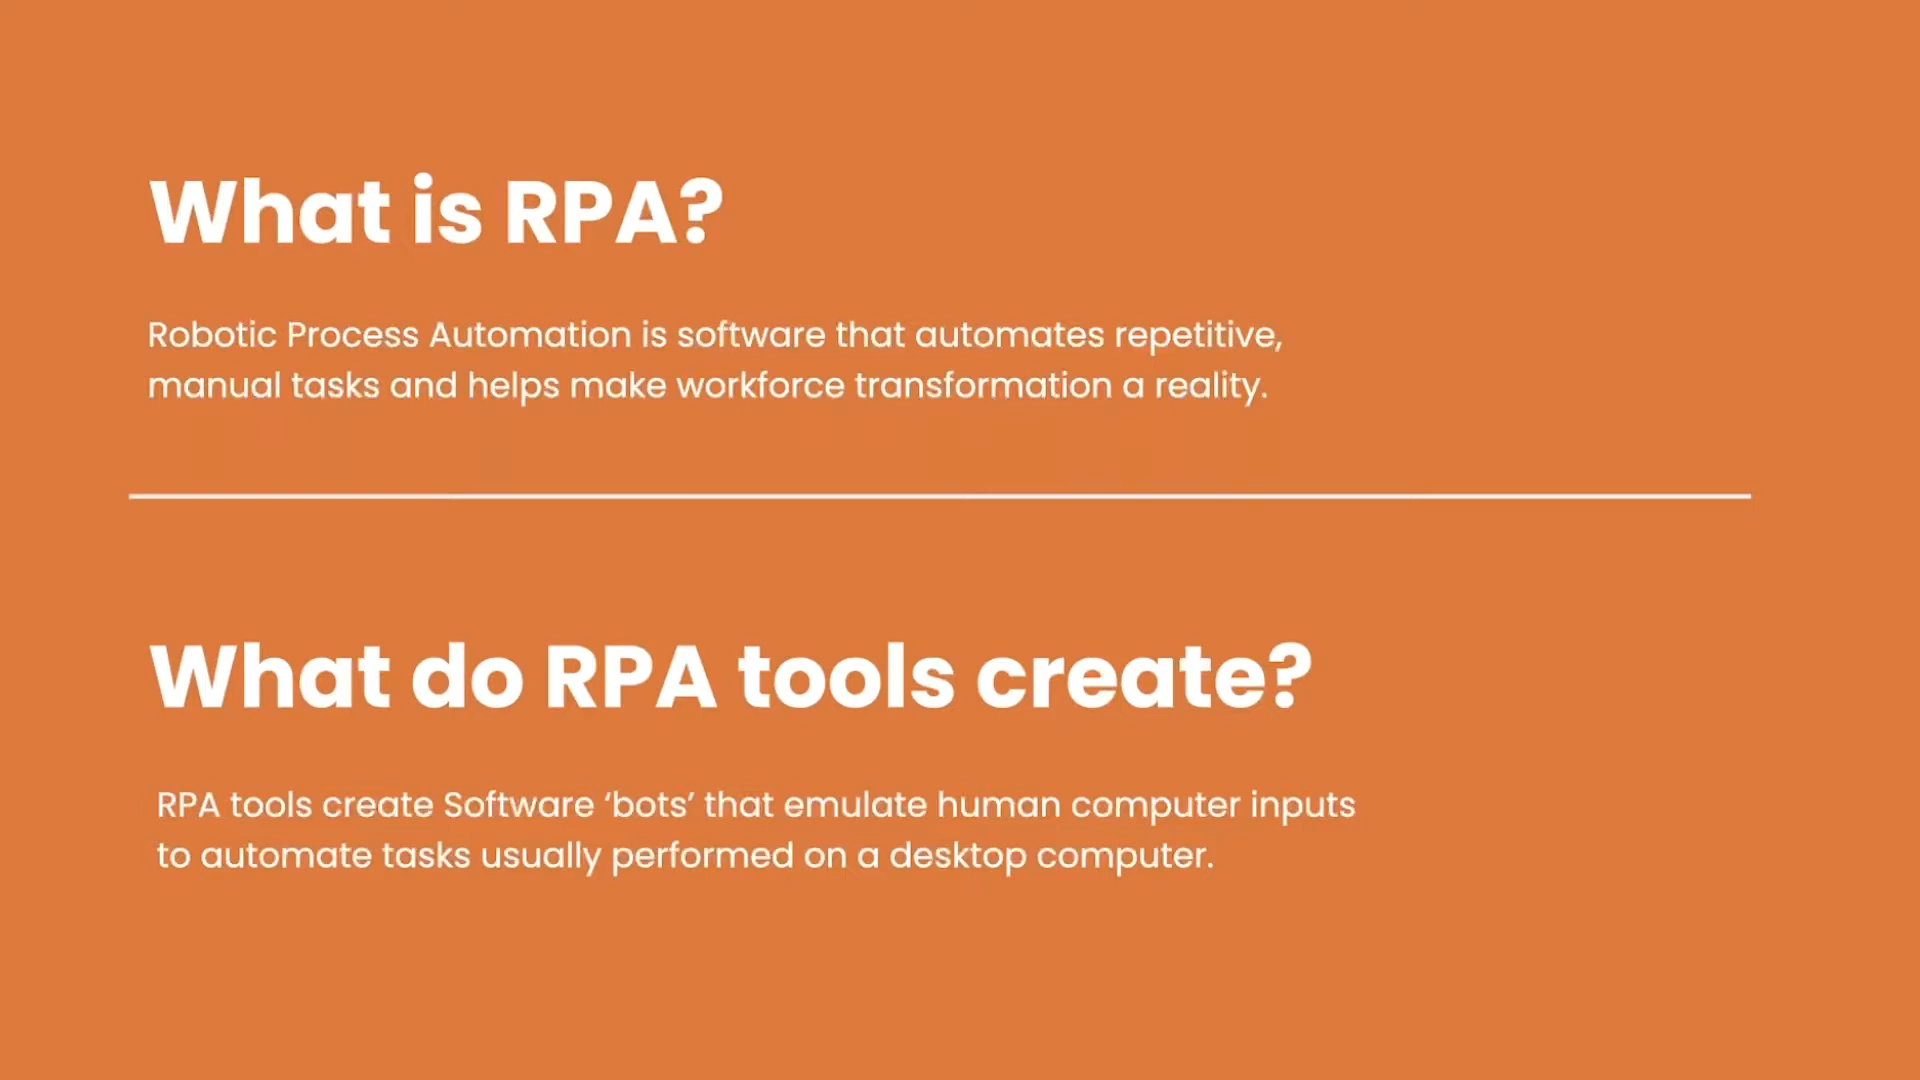 What is RPA?
Robotic Process Automation is software that automates repetitive,
manual tasks and helps make workforce transformation a reality.
What do RPA tools create?
RPA tools create Software ‘bots’ that emulate human computer inputs
to automate tasks usually performed on a desktop computer.